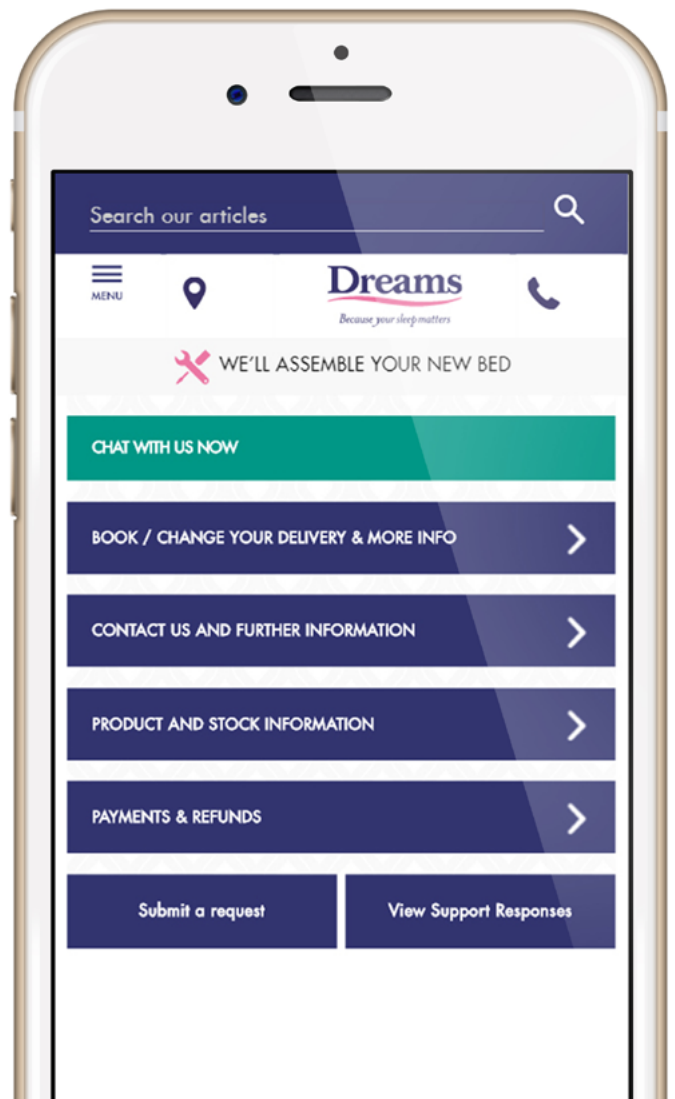 Search our articles
MENU
Dreams
Because your sleep matters
WE'LL ASSEMBLE YOUR NEW BED
CHAT WITH US NOW
BOOK / CHANGE YOUR DELIVERY & MORE INFO
CONTACT US AND FURTHER INFORMATION
PRODUCT AND STOCK INFORMATION
PAYMENTS & REFUNDS
Submit a request
View Support Responses